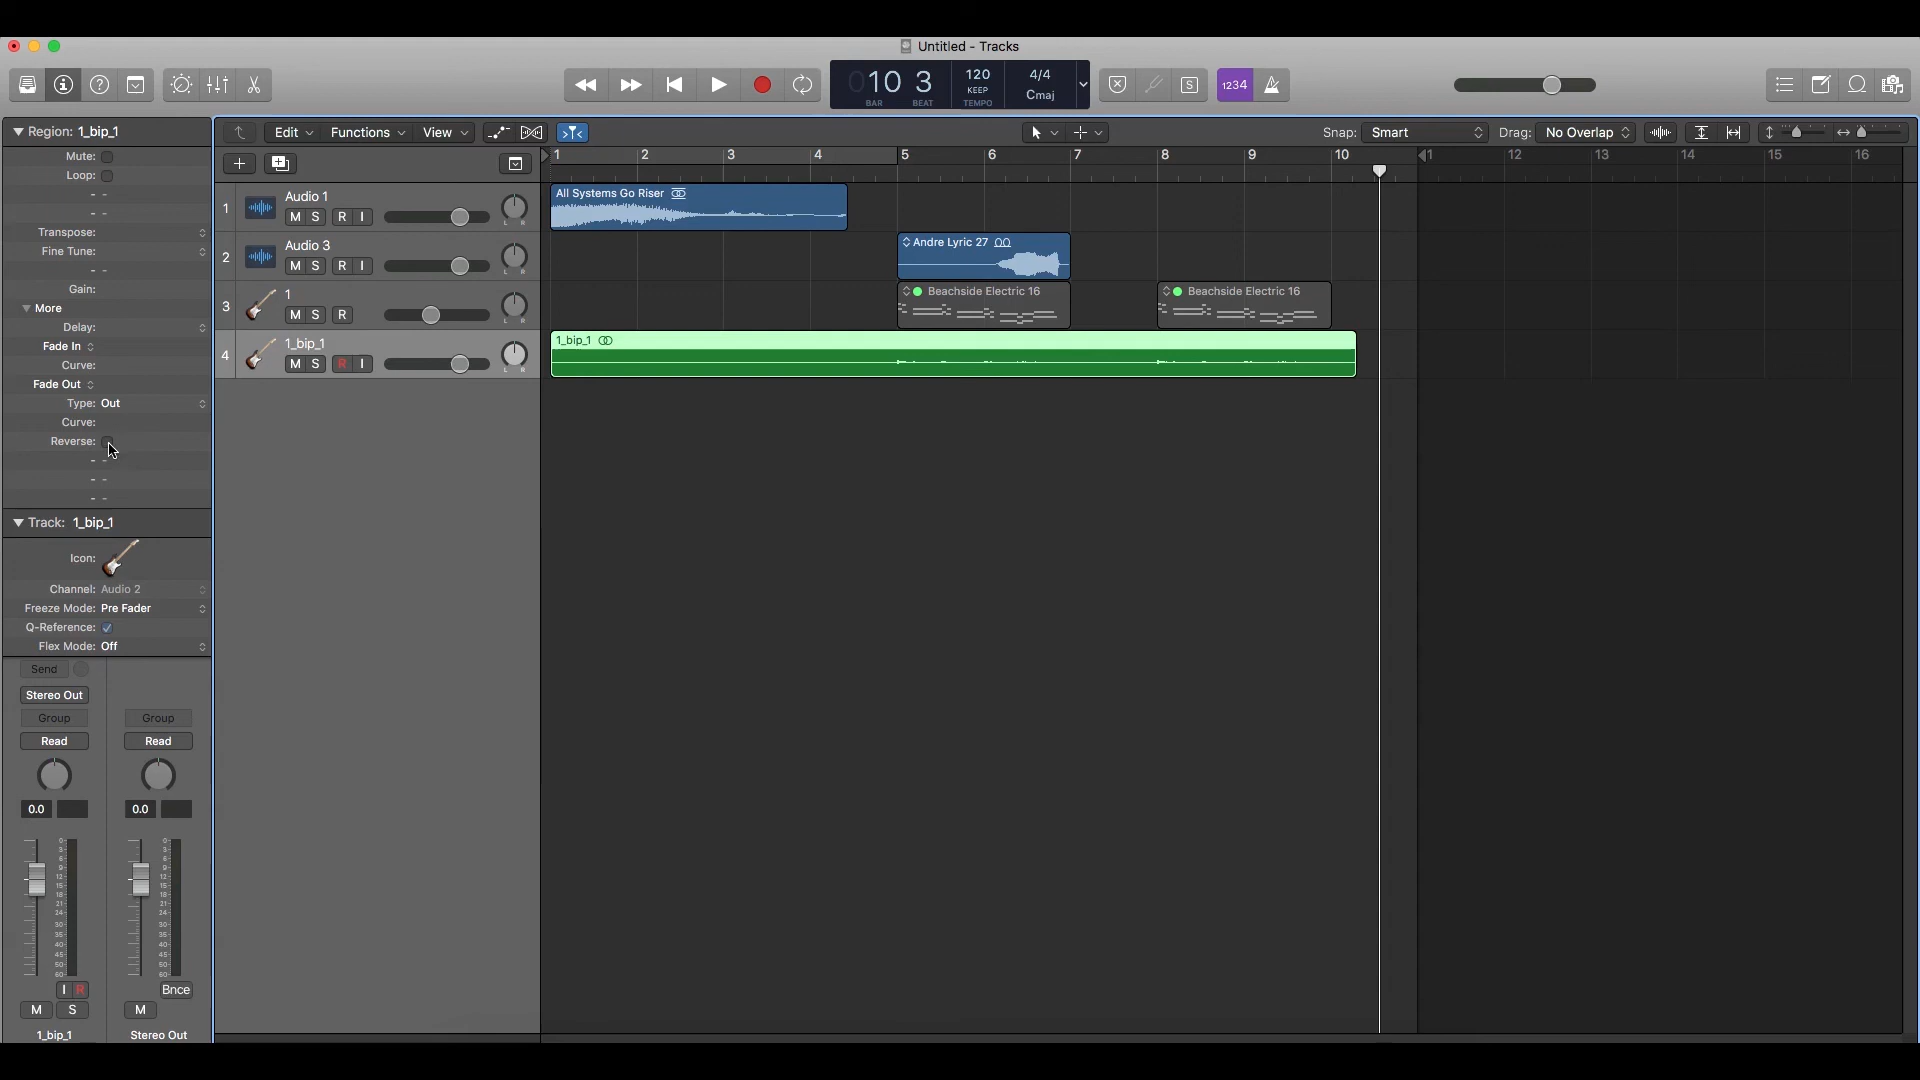 Untitled - Tracks
10 3
BAR BEAT
120
KEEP
TEMPO
4/4
Cmaj
S
1234
Region: 1_bip_1
Mute:
Loop:
- -
- -
Transpose:
Fine Tune:
- -
Gain:
More
Delay:
Fade In
Curve:
Fade Out
Type: Out
Curve:
Reverse:
- -
- -
- -
Track: 1_bip_1
Icon:
Channel: Audio 2
Freeze Mode: Pre Fader
Q-Reference:
Flex Mode: Off
Send
Stereo Out
Group
Group
Read
Read
0.0
0.0
I R
Bnce
M S
M
1_bip_1
Stereo Out
Edit Functions View
Snap: Smart
Drag: No Overlap
1 2 3 4 5 6 7 8 9 10 11 12 13 14 15 16
1 Audio 1
M S R I
L R
2 Audio 3
M S R I
L R
3 1
M S R
L R
4 1_bip_1
M S R I
L R
All Systems Go Riser
Andre Lyric 27
Beachside Electric 16
Beachside Electric 16
1_bip_1